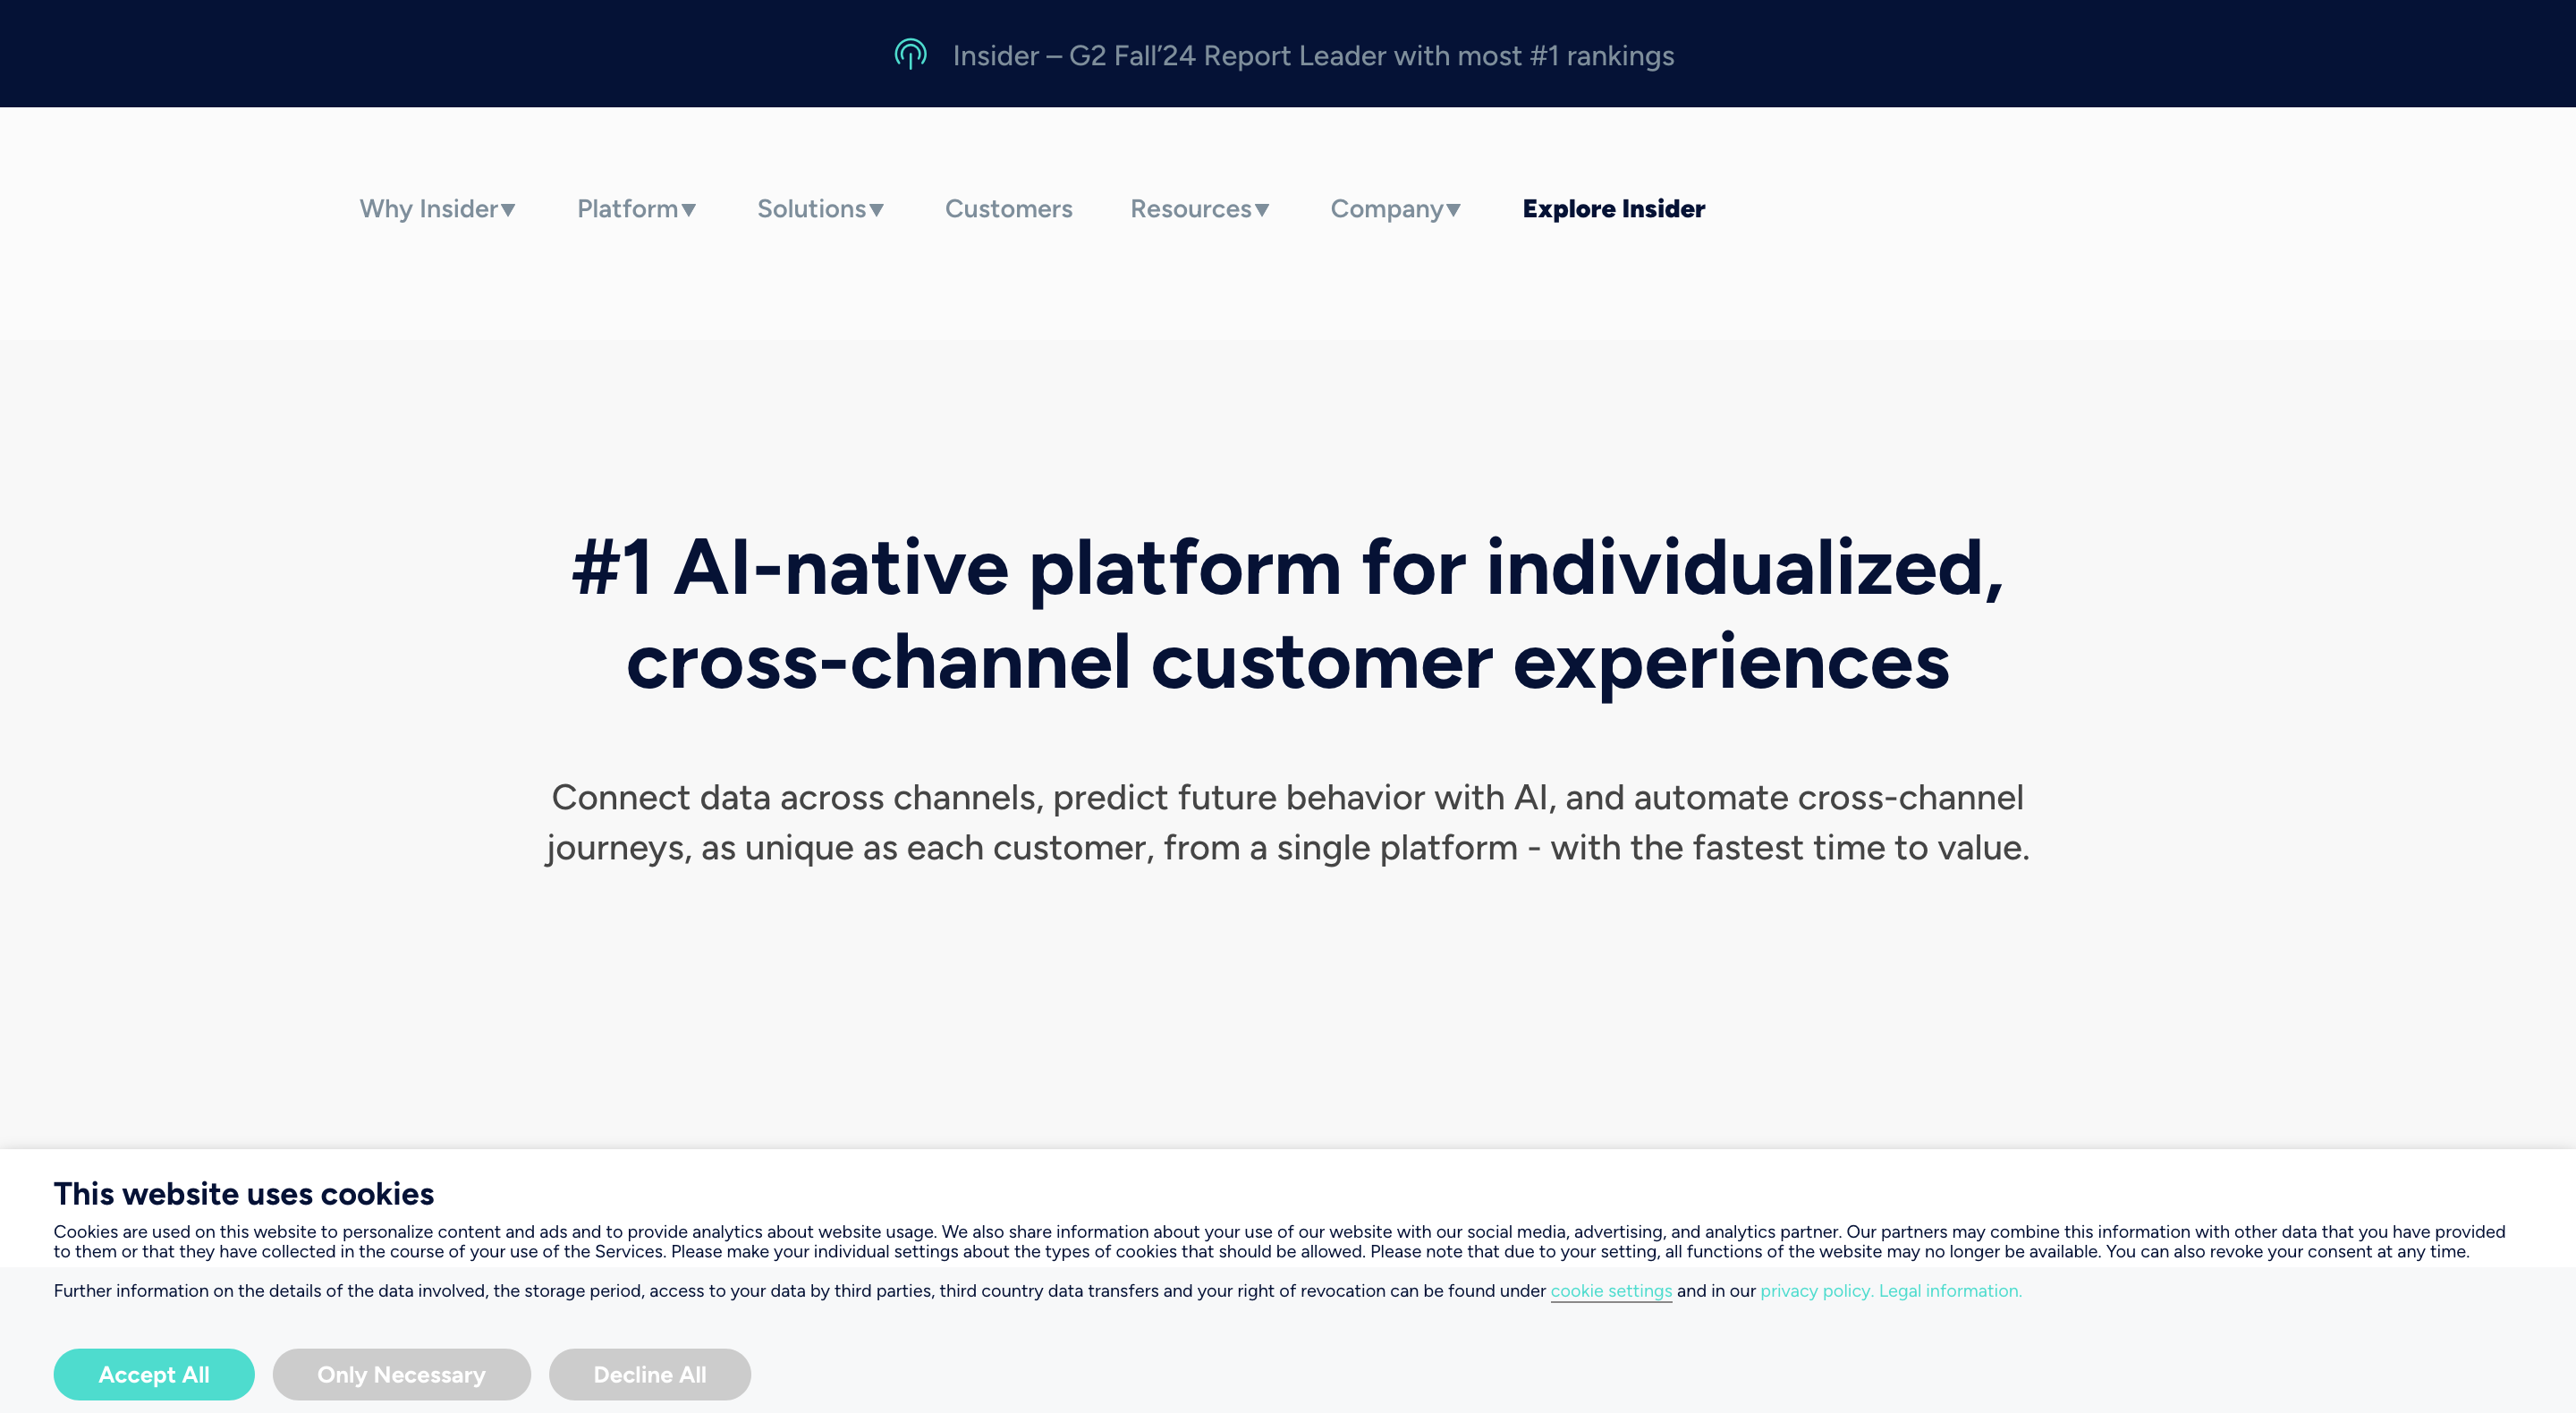 Insider – G2 Fall’24 Report Leader with most #1 rankings
Why Insider▼ Platform▼ Solutions▼ Customers Resources▼ Company▼ Explore Insider
#1 AI-native platform for individualized,
cross-channel customer experiences
Connect data across channels, predict future behavior with AI, and automate cross-channel
journeys, as unique as each customer, from a single platform - with the fastest time to value.
This website uses cookies
Cookies are used on this website to personalize content and ads and to provide analytics about website usage. We also share information about your use of our website with our social media, advertising, and analytics partner. Our partners may combine this information with other data that you have provided
to them or that they have collected in the course of your use of the Services. Please make your individual settings about the types of cookies that should be allowed. Please note that due to your setting, all functions of the website may no longer be available. You can also revoke your consent at any time.
Further information on the details of the data involved, the storage period, access to your data by third parties, third country data transfers and your right of revocation can be found under cookie settings and in our privacy policy. Legal information.
Accept All Only Necessary Decline All